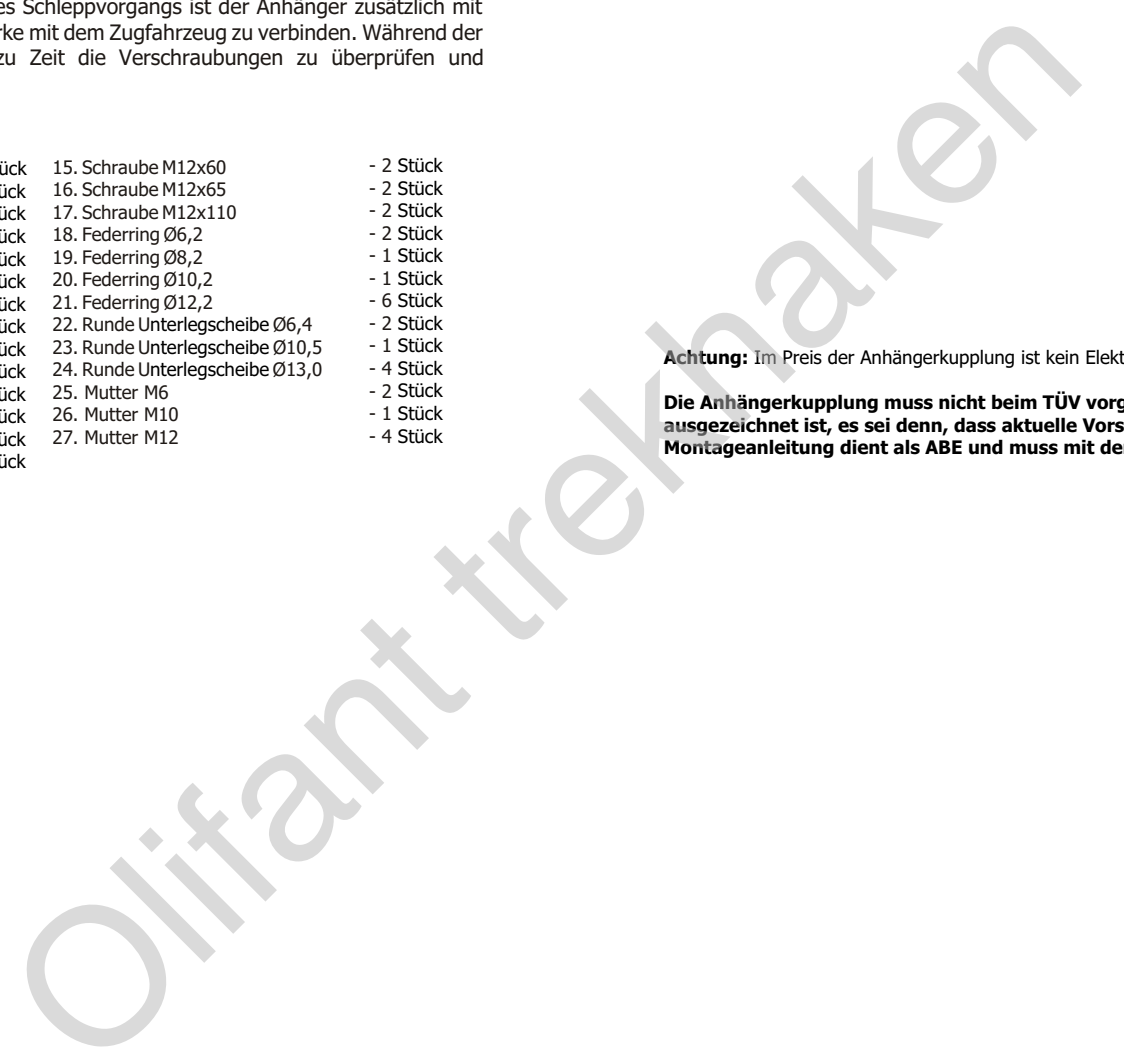 es Schleppvorgangs ist der Anhänger zusätzlich mit
rke mit dem Zugfahrzeug zu verbinden. Während der
zu Zeit die Verschraubungen zu überprüfen und
ück 15. Schraube M12x60 - 2 Stück
ück 16. Schraube M12x65 - 2 Stück
ück 17. Schraube M12x110 - 2 Stück
ück 18. Federring Ø6,2 - 2 Stück
ück 19. Federring Ø8,2 - 1 Stück
ück 20. Federring Ø10,2 - 1 Stück
ück 21. Federring Ø12,2 - 6 Stück
ück 22. Runde Unterlegscheibe Ø6,4 - 2 Stück
ück 23. Runde Unterlegscheibe Ø10,5 - 1 Stück
ück 24. Runde Unterlegscheibe Ø13,0 - 4 Stück
ück 25. Mutter M6 - 2 Stück
ück 26. Mutter M10 - 1 Stück
ück 27. Mutter M12 - 4 Stück
ück
Achtung: Im Preis der Anhängerkupplung ist kein Elekt
Die Anhängerkupplung muss nicht beim TÜV vorg
ausgezeichnet ist, es sei denn, dass aktuelle Vors
Montageanleitung dient als ABE und muss mit de
Olifant trekhaken